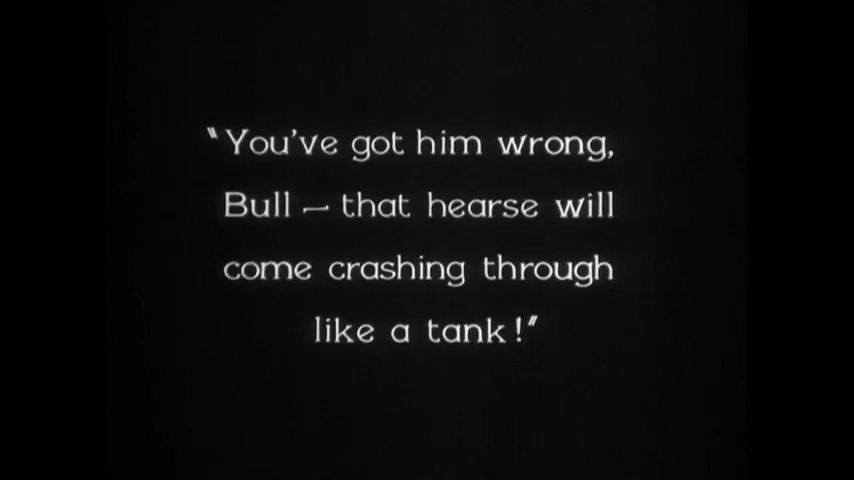 "You've got him wrong,
Bull — that hearse will
come crashing through
like a tank!"